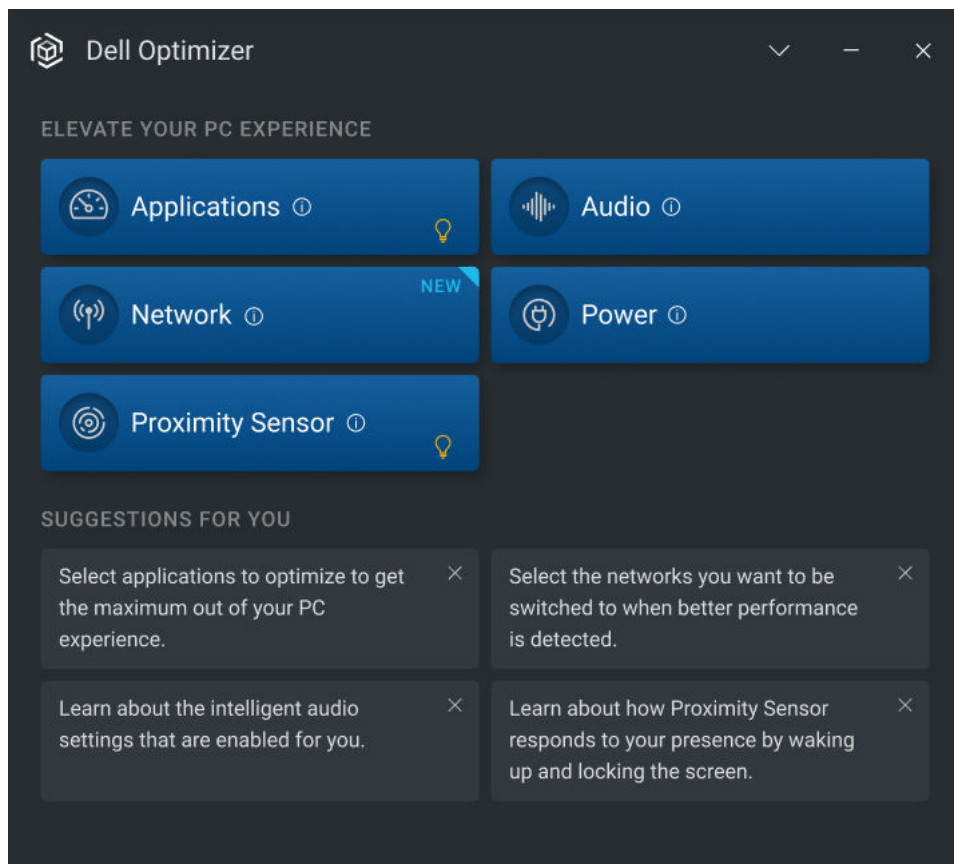 Dell Optimizer
ELEVATE YOUR PC EXPERIENCE
Applications
Audio
Network
NEW
Power
Proximity Sensor
SUGGESTIONS FOR YOU
Select applications to optimize to get
the maximum out of your PC
experience.
Select the networks you want to be
switched to when better performance
is detected.
Learn about the intelligent audio
settings that are enabled for you.
Learn about how Proximity Sensor
responds to your presence by waking
up and locking the screen.